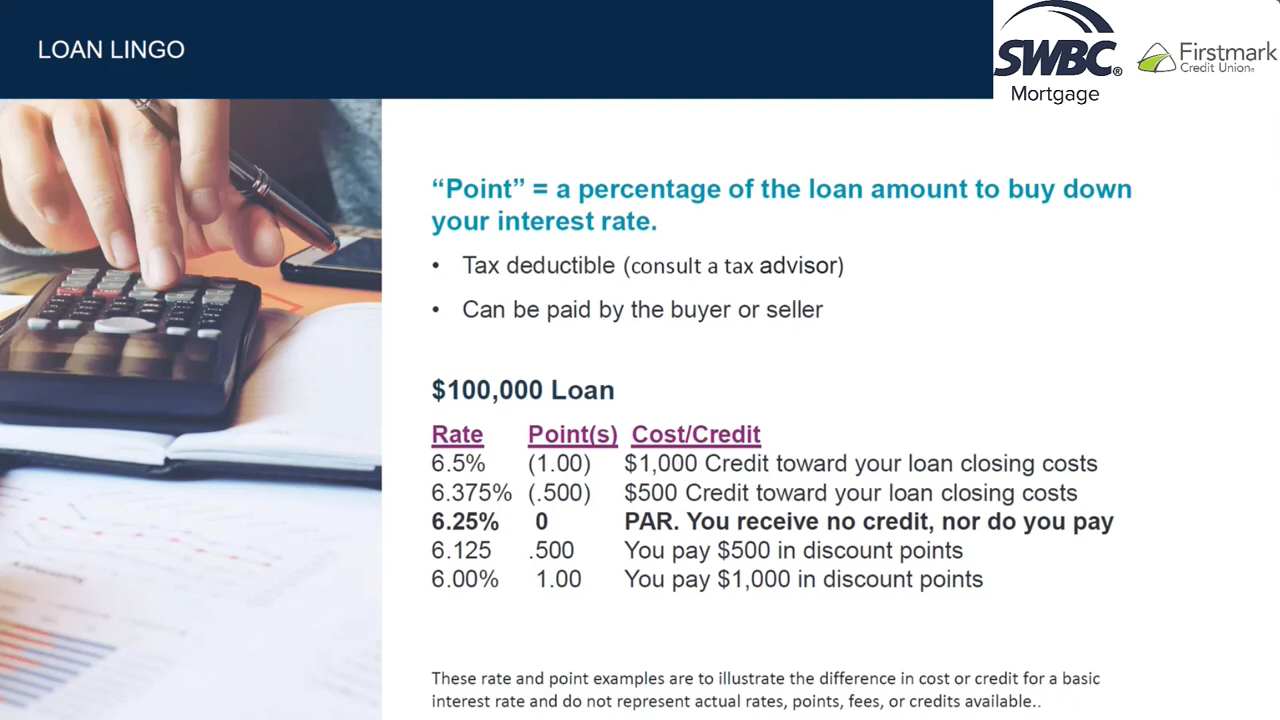 LOAN LINGO
SWBC®
Mortgage
Firstmark
Credit Union®
“Point” = a percentage of the loan amount to buy down
your interest rate.
• Tax deductible (consult a tax advisor)
• Can be paid by the buyer or seller
$100,000 Loan
Rate Point(s) Cost/Credit
6.5% (1.00) $1,000 Credit toward your loan closing costs
6.375% (.500) $500 Credit toward your loan closing costs
6.25% 0 PAR. You receive no credit, nor do you pay
6.125 .500 You pay $500 in discount points
6.00% 1.00 You pay $1,000 in discount points
These rate and point examples are to illustrate the difference in cost or credit for a basic
interest rate and do not represent actual rates, points, fees, or credits available..